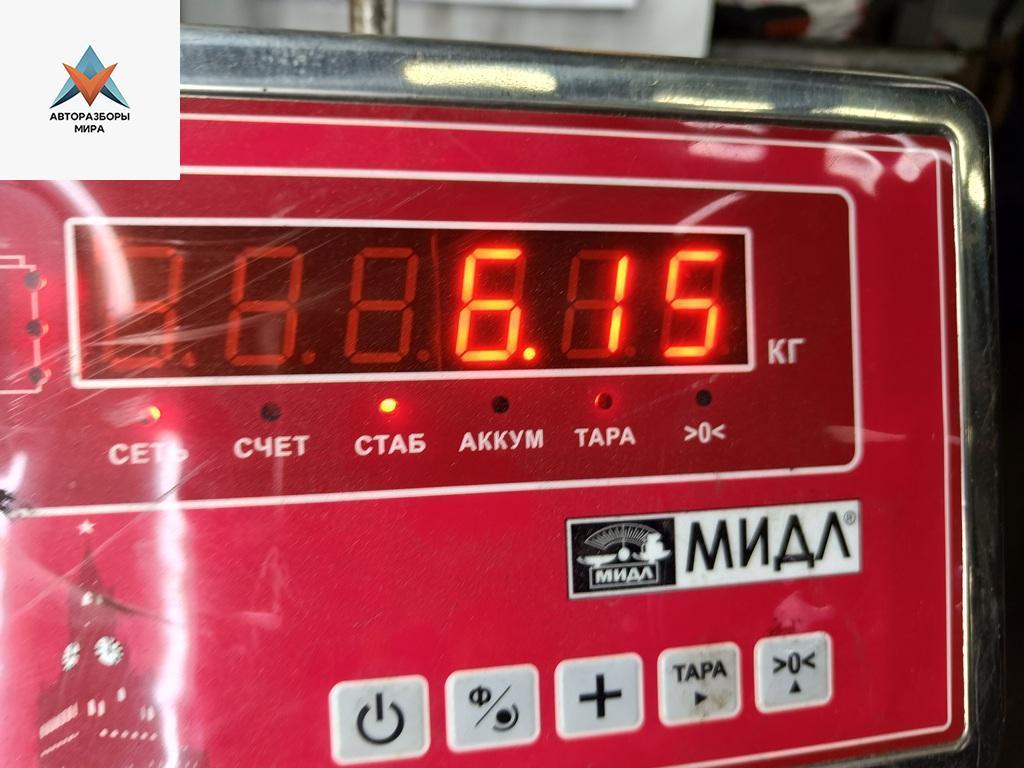 АВТОРАЗБОРЫ
МИРА
6.15
КГ
СЕТЬ СЧЕТ СТАБ АККУМ ТАРА >0<
МИДЛ МИДЛ®
Ф ТАРА >0<